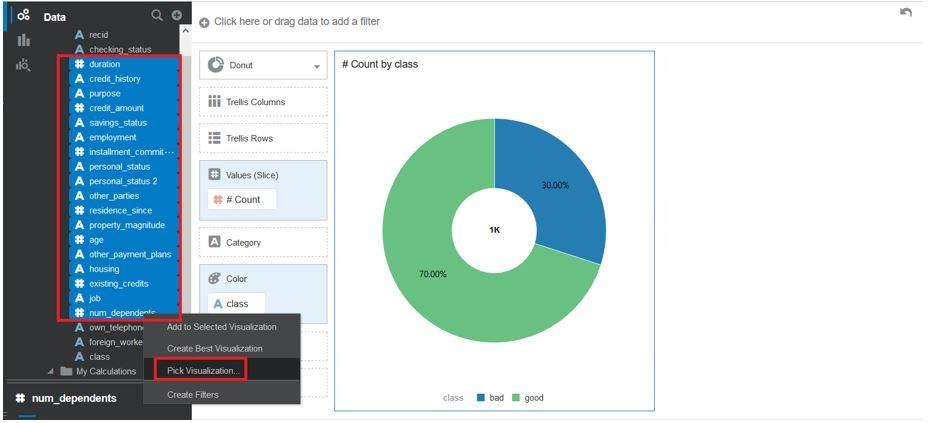 Data
recid
checking_status
duration
credit_history
purpose
credit_amount
savings_status
employment
installment_commit···
personal_status
personal_status 2
other_parties
residence_since
property_magnitude
age
other_payment_plans
housing
existing_credits
job
num_dependents
own_telephon
foreign_worke
class
My Calculations
num_dependents
Add to Selected Visualization
Create Best Visualization
Pick Visualization...
Create Filters
Click here or drag data to add a filter
Donut
Trellis Columns
Trellis Rows
Values (Slice)
# Count
Category
Color
class
# Count by class
30.00%
1K
70.00%
class bad good